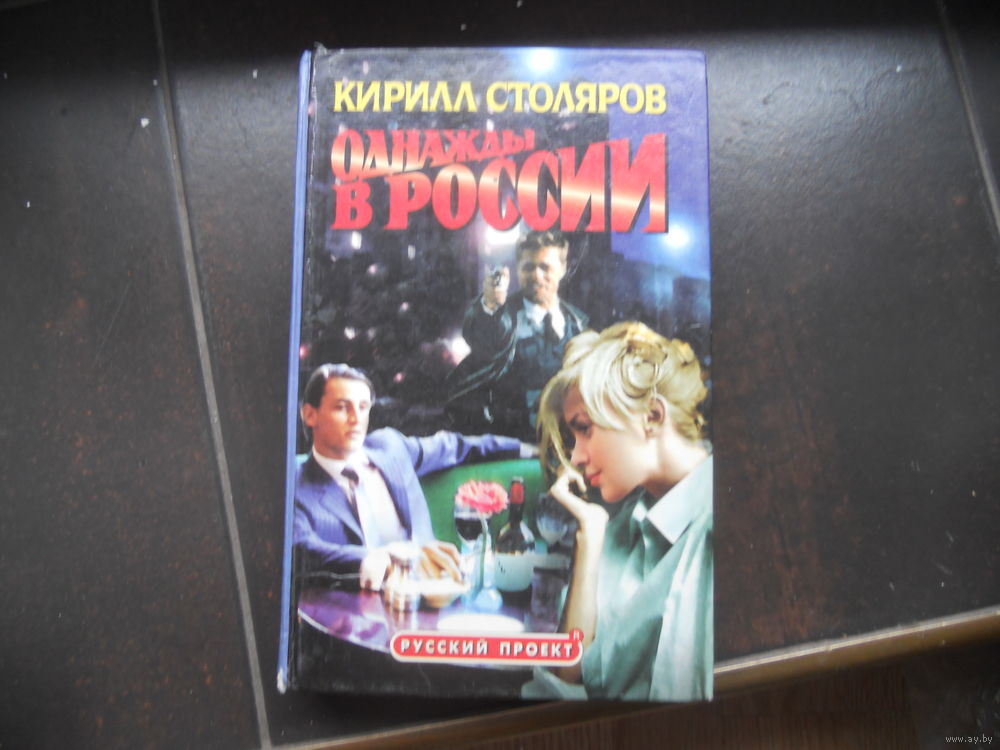 КИРИЛЛ СТОЛЯРОВ
ОДНАЖДЫ
В РОССИИ
РУССКИЙ ПРОЕКТ
Я
www.ay.by